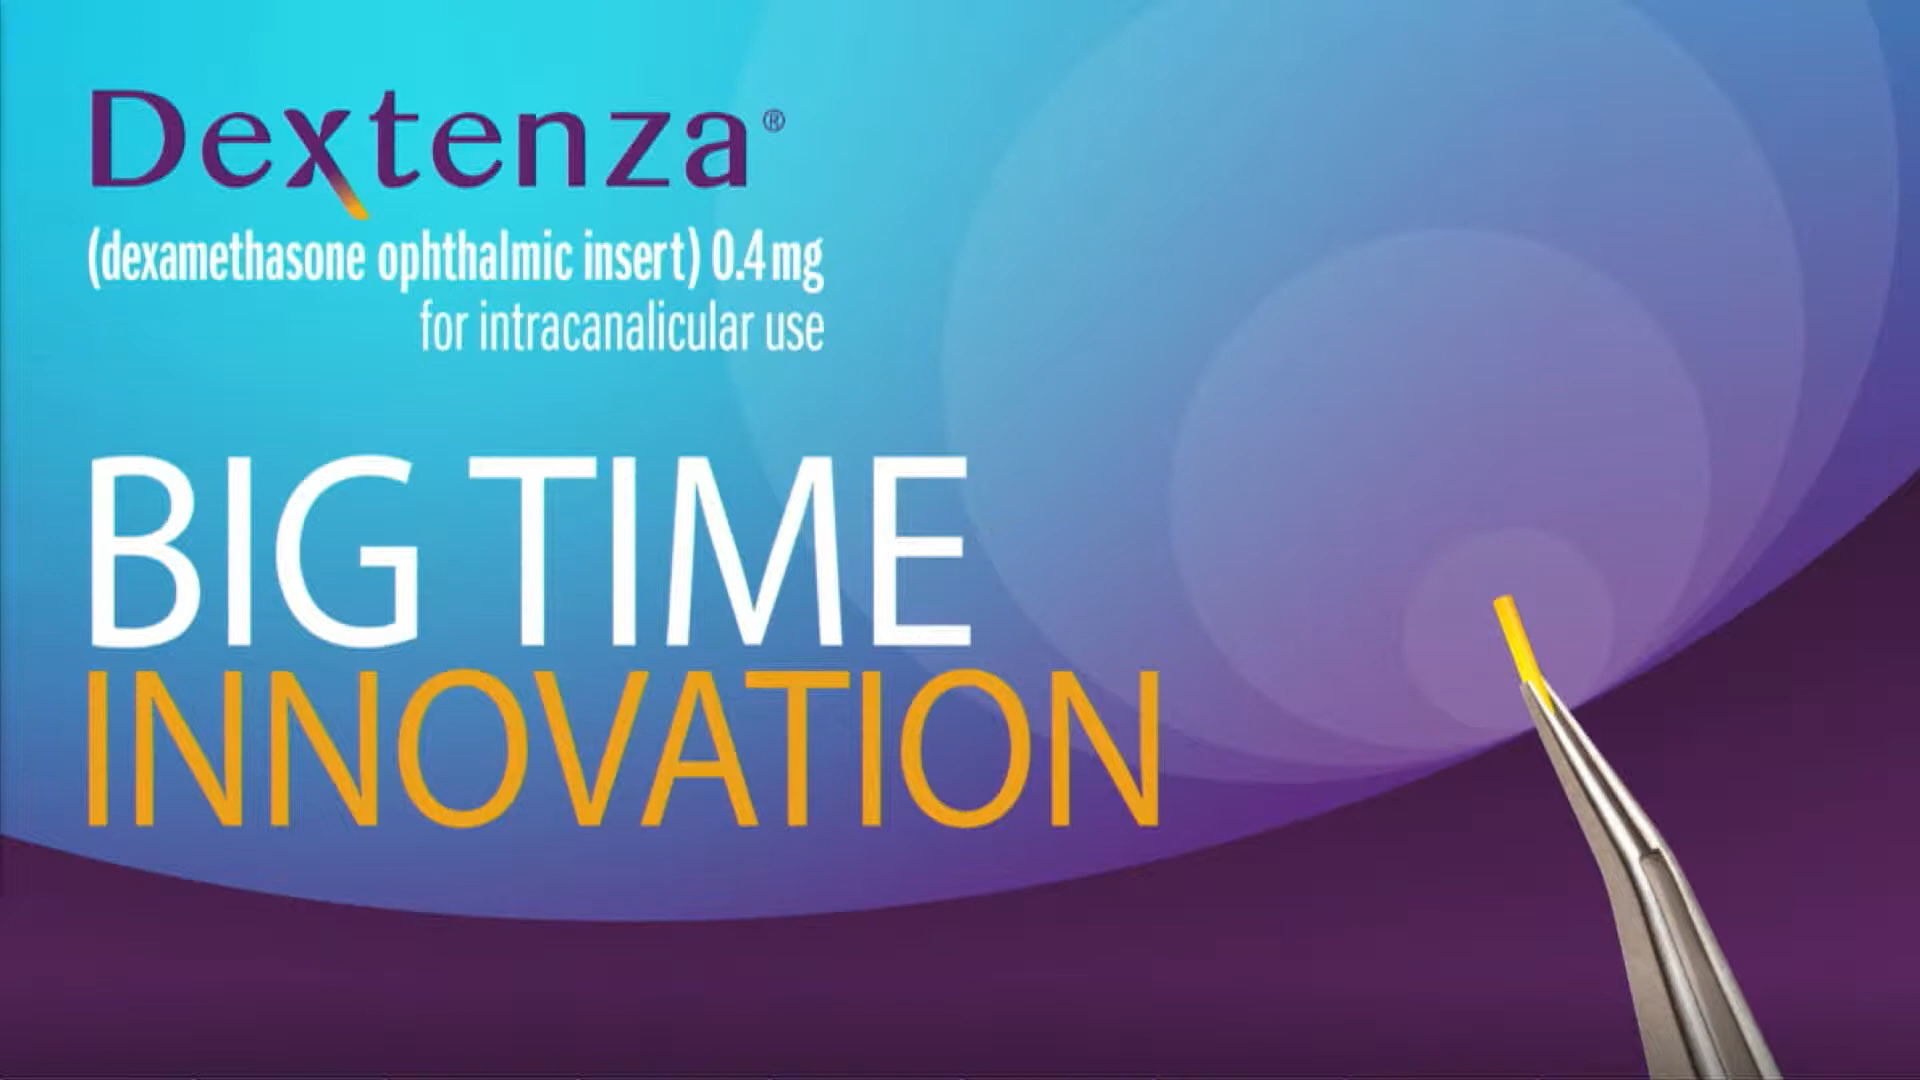 Dextenza®
(dexamethasone ophthalmic insert) 0.4 mg
for intracanalicular use
BIG TIME
INNOVATION